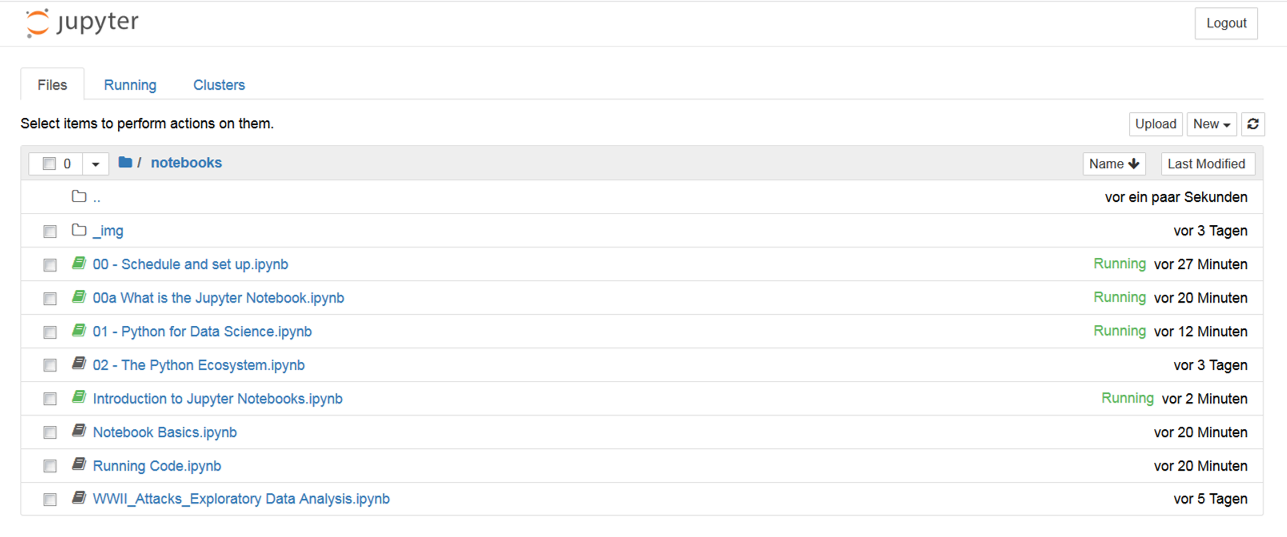 jupyter Logout
Files Running Clusters
Select items to perform actions on them. Upload New
0 / notebooks Name Last Modified
.. vor ein paar Sekunden
_img vor 3 Tagen
00 - Schedule and set up.ipynb Running vor 27 Minuten
00a What is the Jupyter Notebook.ipynb Running vor 20 Minuten
01 - Python for Data Science.ipynb Running vor 12 Minuten
02 - The Python Ecosystem.ipynb vor 3 Tagen
Introduction to Jupyter Notebooks.ipynb Running vor 2 Minuten
Notebook Basics.ipynb vor 20 Minuten
Running Code.ipynb vor 20 Minuten
WWII_Attacks_Exploratory Data Analysis.ipynb vor 5 Tagen